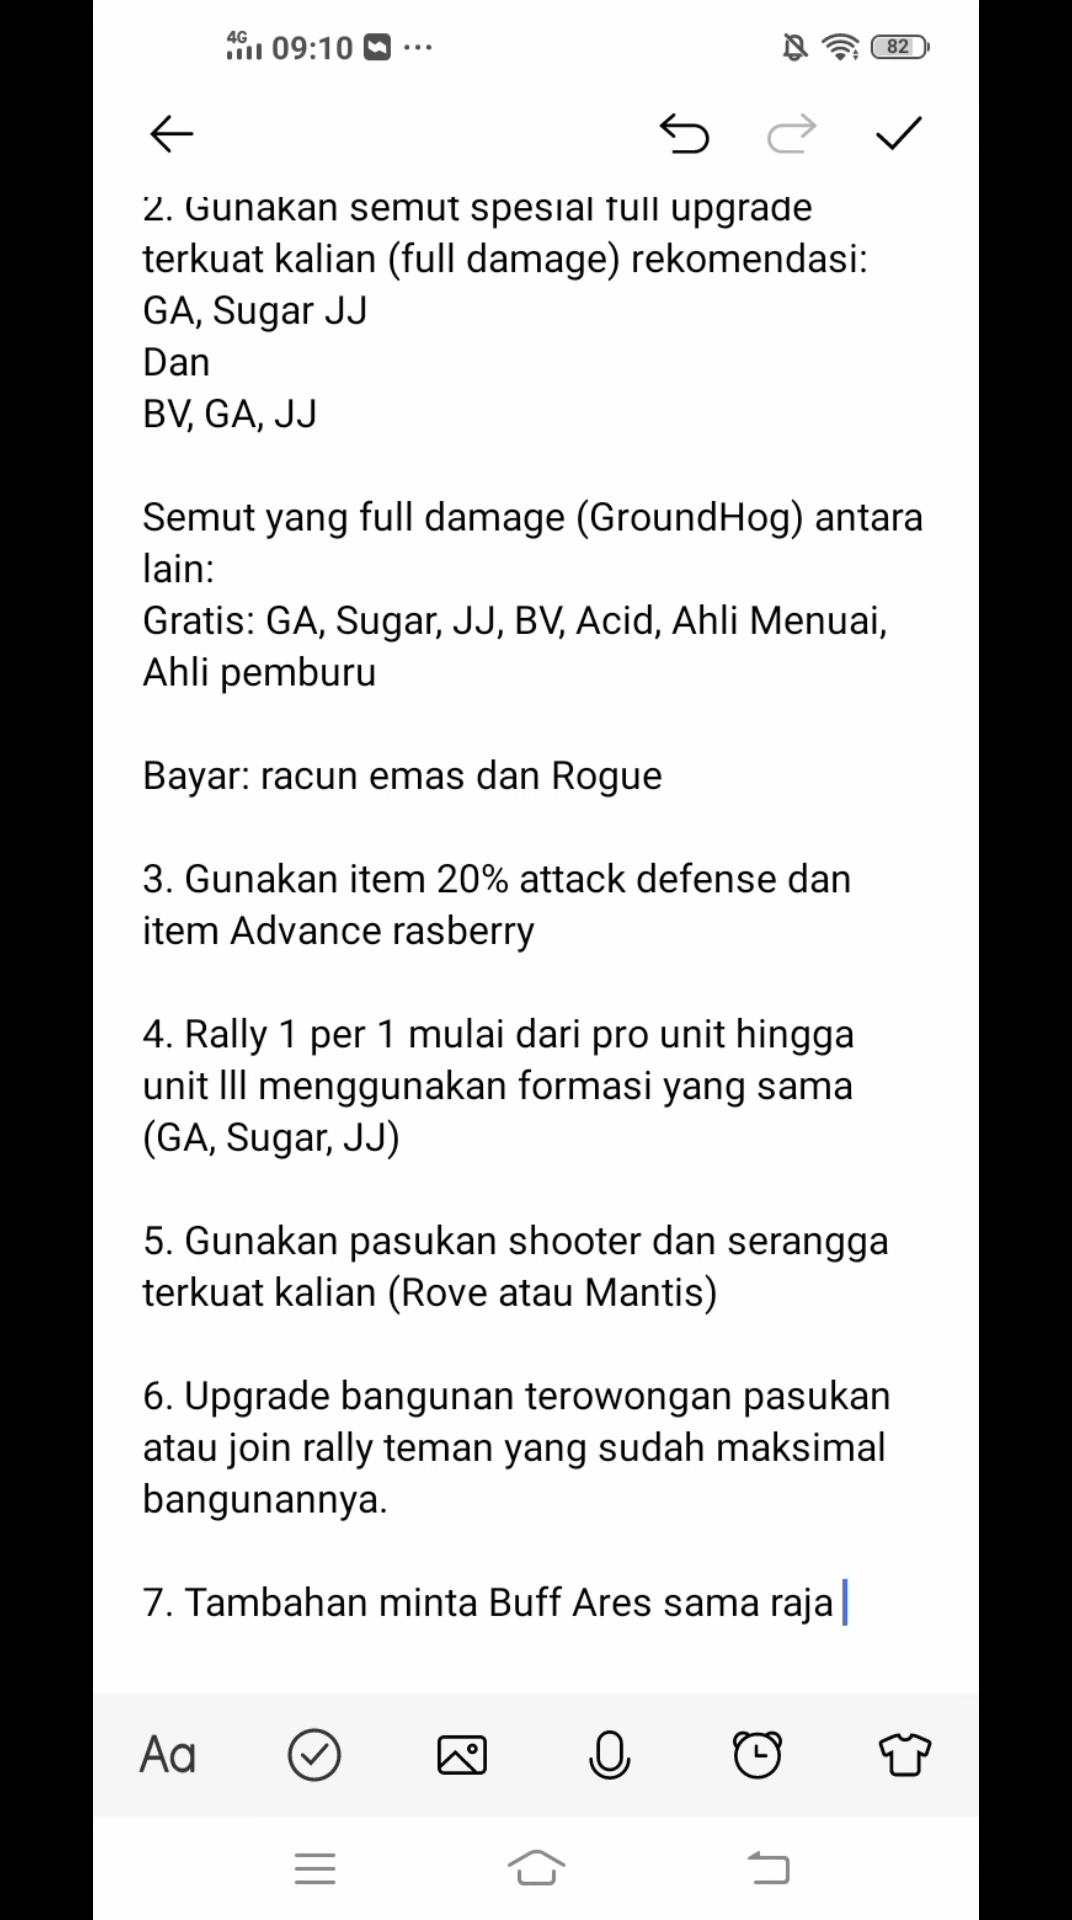 4G 09:10 82
2. Gunakan semut spesial full upgrade
terkuat kalian (full damage) rekomendasi:
GA, Sugar JJ
Dan
BV, GA, JJ
Semut yang full damage (GroundHog) antara
lain:
Gratis: GA, Sugar, JJ, BV, Acid, Ahli Menuai,
Ahli pemburu
Bayar: racun emas dan Rogue
3. Gunakan item 20% attack defense dan
item Advance rasberry
4. Rally 1 per 1 mulai dari pro unit hingga
unit lll menggunakan formasi yang sama
(GA, Sugar, JJ)
5. Gunakan pasukan shooter dan serangga
terkuat kalian (Rove atau Mantis)
6. Upgrade bangunan terowongan pasukan
atau join rally teman yang sudah maksimal
bangunannya.
7. Tambahan minta Buff Ares sama raja
Aa